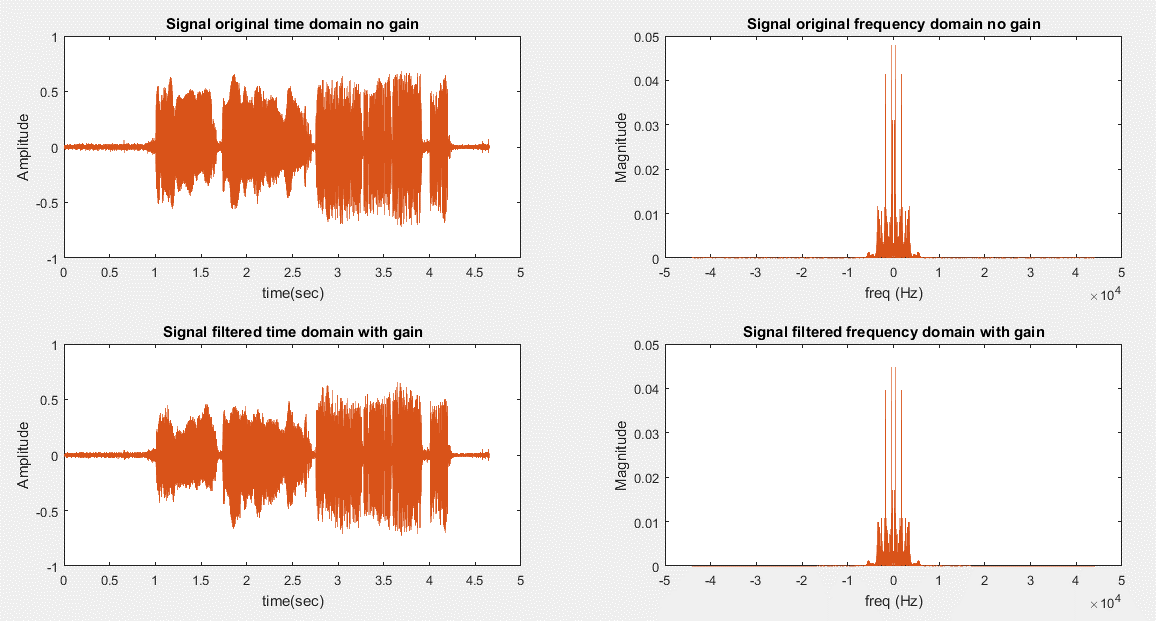 Signal original time domain no gain
1
0.5
0
-0.5
-1
Amplitude
0 0.5 1 1.5 2 2.5 3 3.5 4 4.5 5
time(sec)
Signal original frequency domain no gain
0.05
0.04
0.03
0.02
0.01
0
Magnitude
-5 -4 -3 -2 -1 0 1 2 3 4 5
freq (Hz)
×10^4
Signal filtered time domain with gain
1
0.5
0
-0.5
-1
Amplitude
0 0.5 1 1.5 2 2.5 3 3.5 4 4.5 5
time(sec)
Signal filtered frequency domain with gain
0.05
0.04
0.03
0.02
0.01
0
Magnitude
-5 -4 -3 -2 -1 0 1 2 3 4 5
freq (Hz)
×10^4